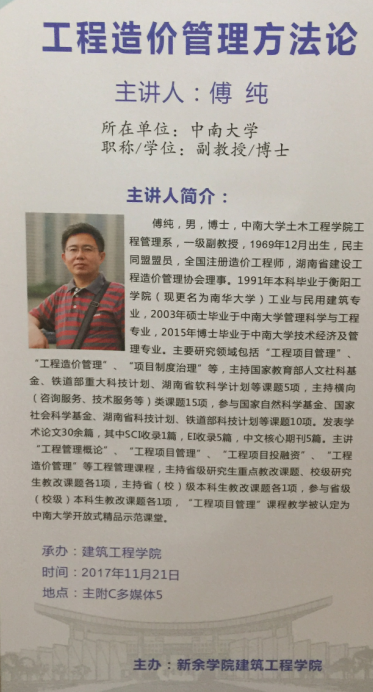 工程造价管理方法论
主讲人：傅 纯
所在单位：中南大学
职称/学位：副教授/博士
主讲人简介：
傅纯，男，博士，中南大学土木工程学院工
程管理系，一级副教授，1969年12月出生，民主
同盟盟员，全国注册造价工程师，湖南省建设工
程造价管理协会理事。1991年本科毕业于衡阳工
学院（现更名为南华大学）工业与民用建筑专
业，2003年硕士毕业于中南大学管理科学与工程
专业，2015年博士毕业于中南大学技术经济及管
理专业。主要研究领域包括“工程项目管理”、
“工程造价管理”、“项目制度治理”等，主持国家教育部人文社科基
金、铁道部重大科技计划、湖南省软科学计划等课题5项，主持横向
（咨询服务、技术服务等）类课题15项，参与国家自然科学基金、国家
社会科学基金、湖南省科技计划、铁道部科技计划等课题10项。发表学
术论文30余篇，其中SCI收录1篇，EI收录5篇，中文核心期刊5篇。主讲
“工程管理概论”、“工程项目管理”、“工程项目投融资”、“工程
造价管理”等工程管理课程，主持省级研究生重点教改课题、校级研究
生教改课题各1项，主持省（校）级本科生教改课题各1项，参与省级
（校级）本科生教改课题各1项，“工程项目管理”课程教学被认定为
中南大学开放式精品示范课堂。
承办：建筑工程学院
时间：2017年11月21日
地点：主附C多媒体5
主办：新余学院建筑工程学院